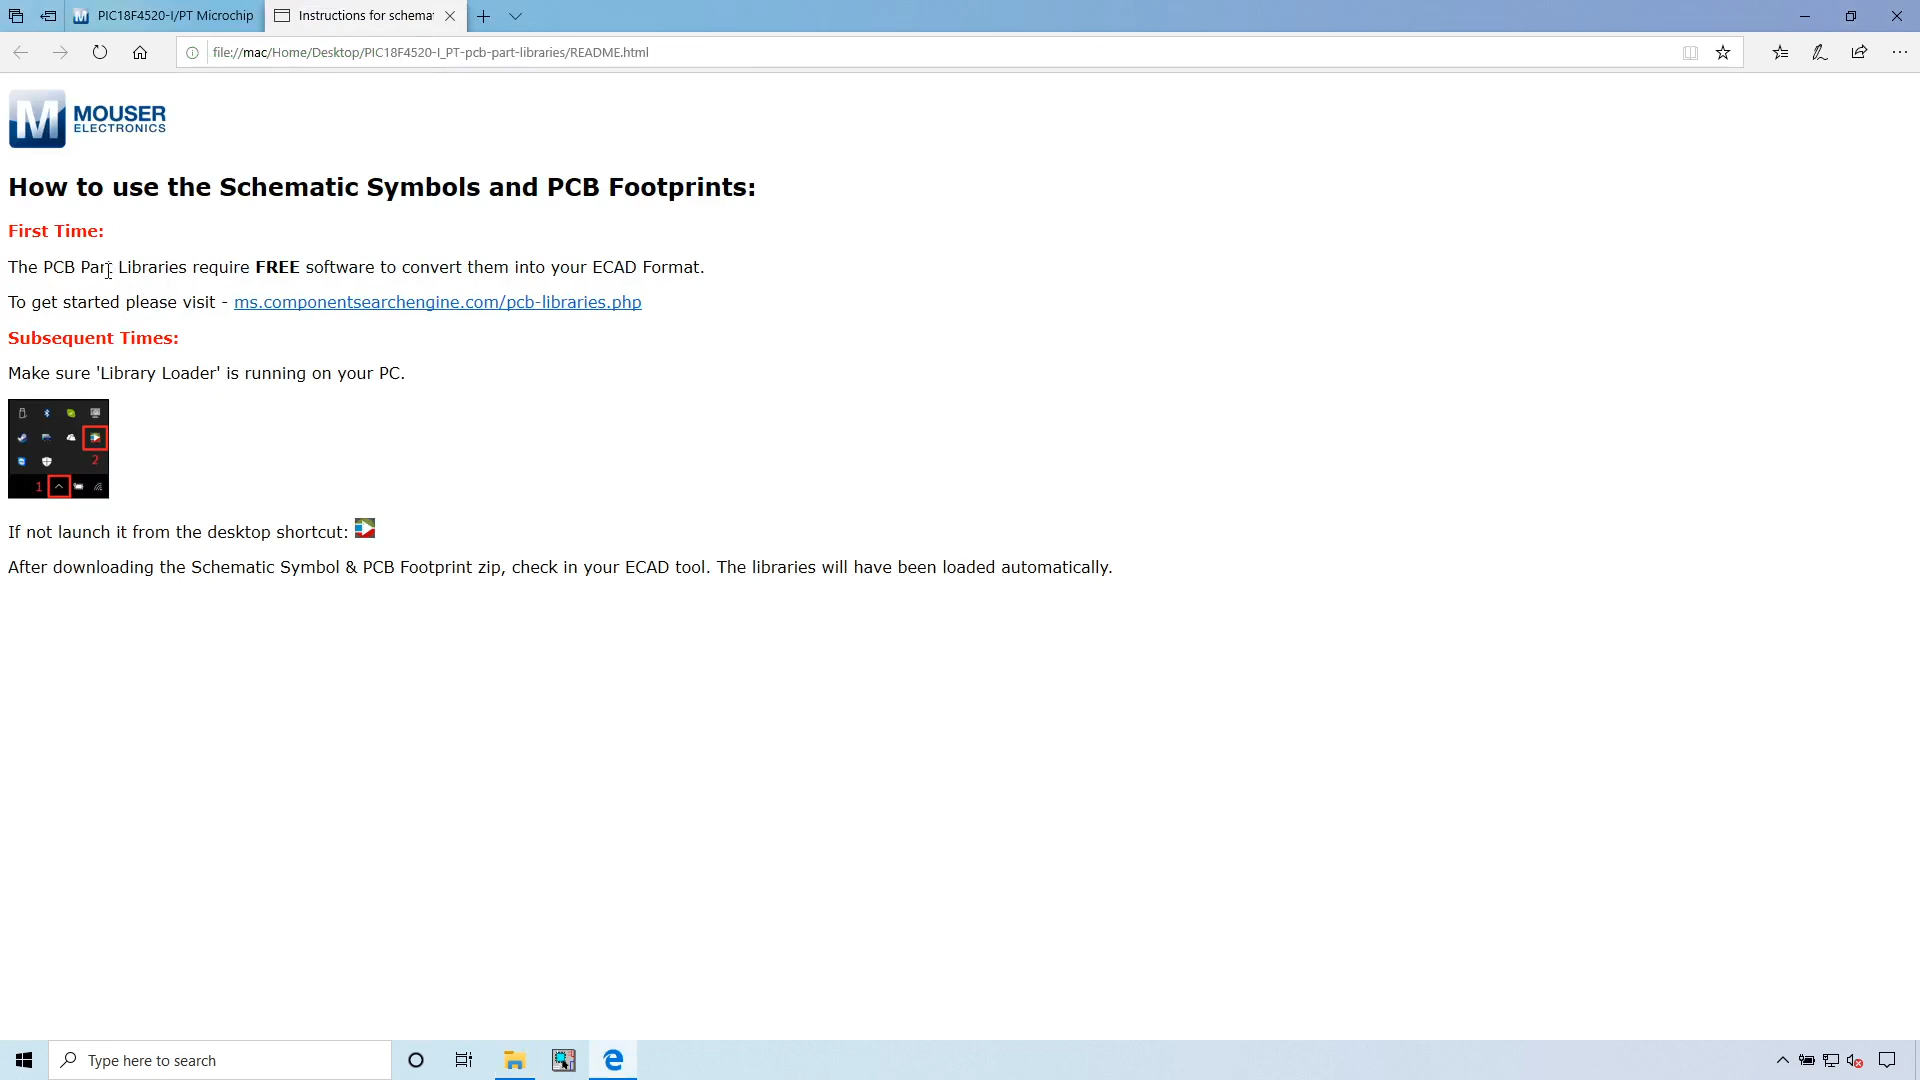 PIC18F4520-I/PT Microchip
Instructions for schemat
file://mac/Home/Desktop/PIC18F4520-I_PT-pcb-part-libraries/README.html
M MOUSER
ELECTRONICS
How to use the Schematic Symbols and PCB Footprints:
First Time:
The PCB Part Libraries require FREE software to convert them into your ECAD Format.
To get started please visit - ms.componentsearchengine.com/pcb-libraries.php
Subsequent Times:
Make sure 'Library Loader' is running on your PC.
2
1
If not launch it from the desktop shortcut:
After downloading the Schematic Symbol & PCB Footprint zip, check in your ECAD tool. The libraries will have been loaded automatically.
Type here to search